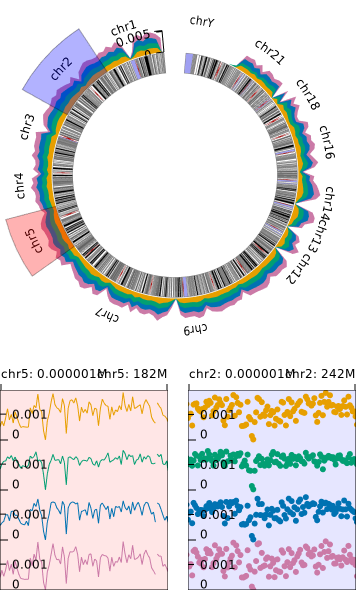 chrY
chr1
0.005
0
chr21
chr2
chr18
chr3
chr16
chr4
chr14
chr13
chr5
chr12
chr7
chr9
chr5: 0.000001M
chr5: 182M
chr2: 0.000001M
chr2: 242M
0.001
0
0.001
0
0.001
0
0.001
0
0.001
0
0.001
0
0.001
0
0.001
0